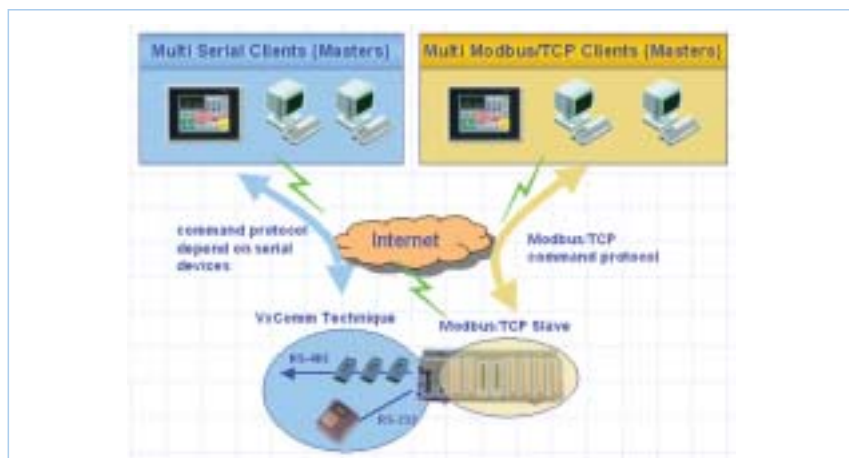 Multi Serial Clients (Masters)
Multi Modbus/TCP Clients (Masters)
command protocol
depend on serial
devices
Internet
Modbus/TCP
command protocol
VxComm Technique
Modbus/TCP Slave
RS-485
RS-232